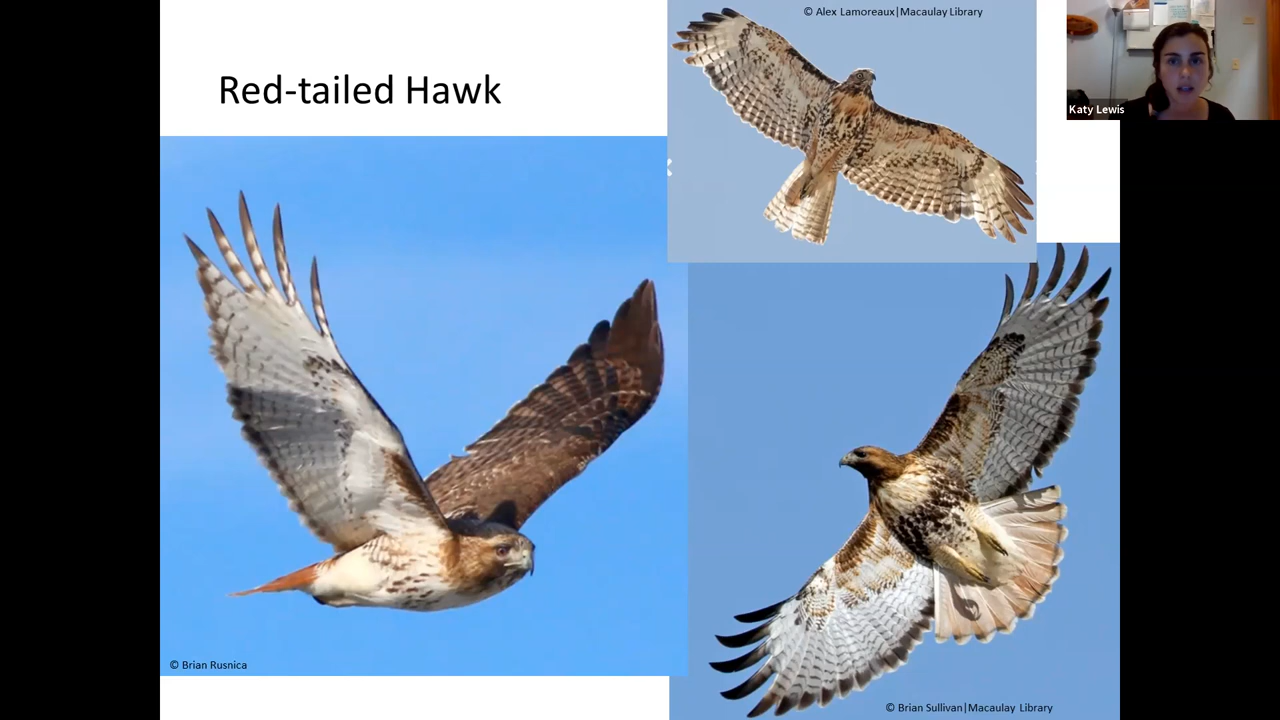 © Alex Lamoreaux|Macaulay Library
Red-tailed Hawk
Katy Lewis
© Brian Rusnica
© Brian Sullivan|Macaulay Library